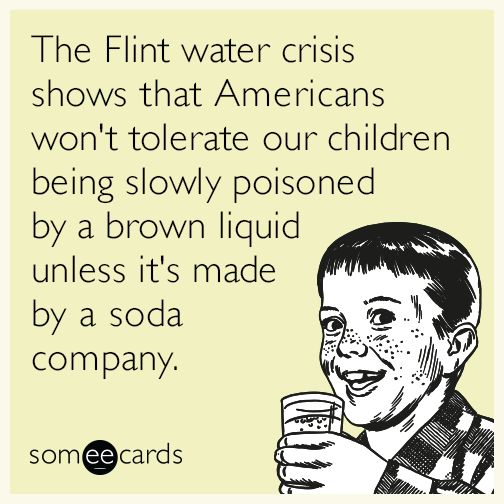 The Flint water crisis
shows that Americans
won't tolerate our children
being slowly poisoned
by a brown liquid
unless it's made
by a soda
company.
someecards